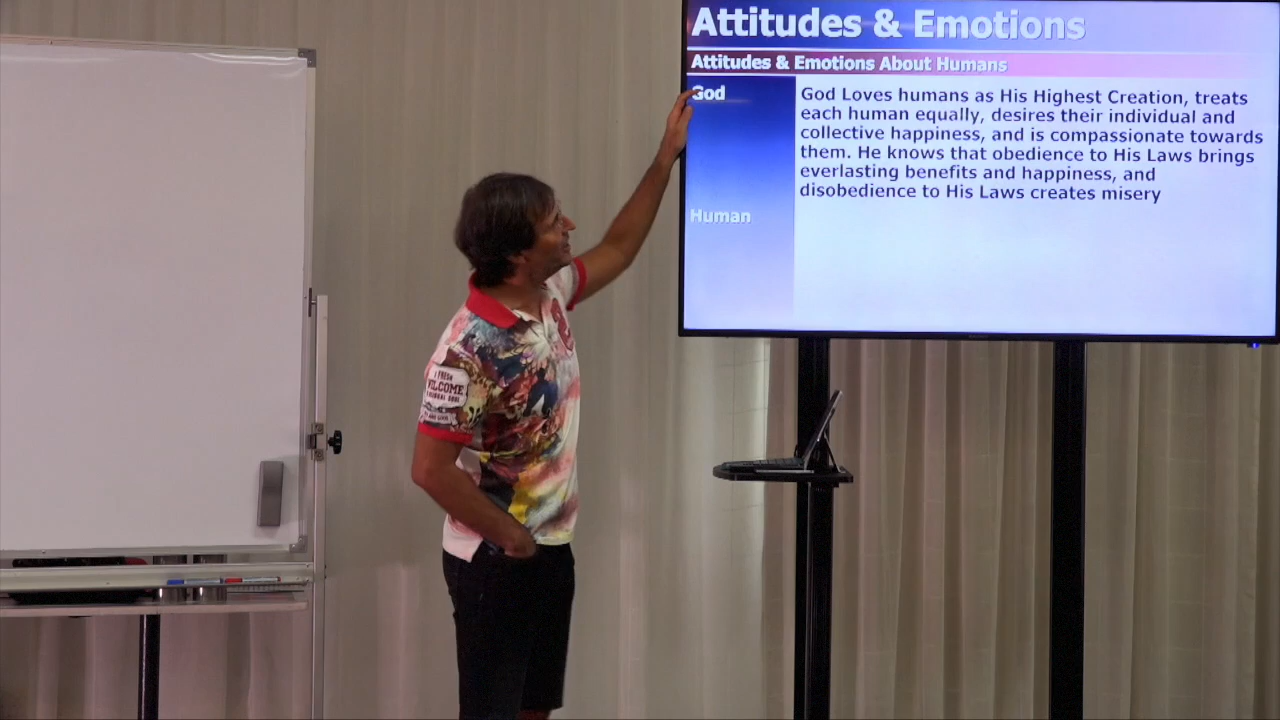 Attitudes & Emotions
Attitudes & Emotions About Humans
God
God Loves humans as His Highest Creation, treats
each human equally, desires their individual and
collective happiness, and is compassionate towards
them. He knows that obedience to His Laws brings
everlasting benefits and happiness, and
disobedience to His Laws creates misery
Human
WELCOME